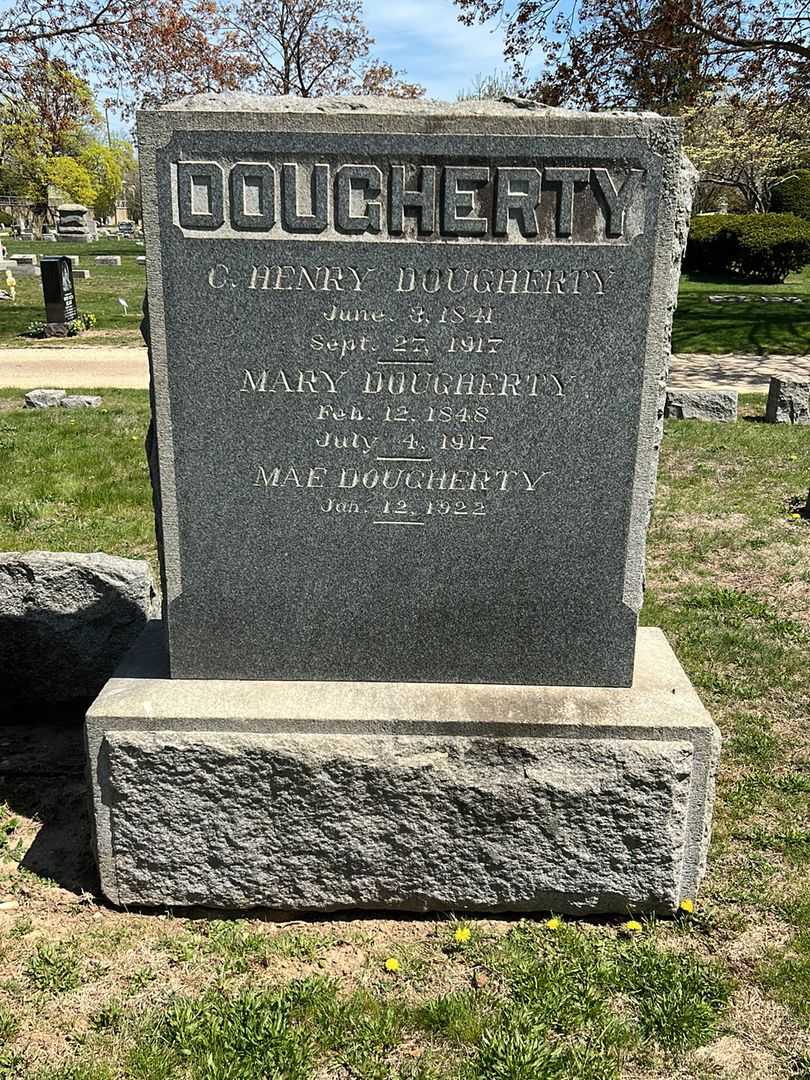 DOUGHERTY
C. HENRY DOUGHERTY
June. 3, 1841
Sept. 27, 1917
MARY DOUGHERTY
Feb. 12, 1848
July 4, 1917
MAE DOUGHERTY
Jan. 12, 1922